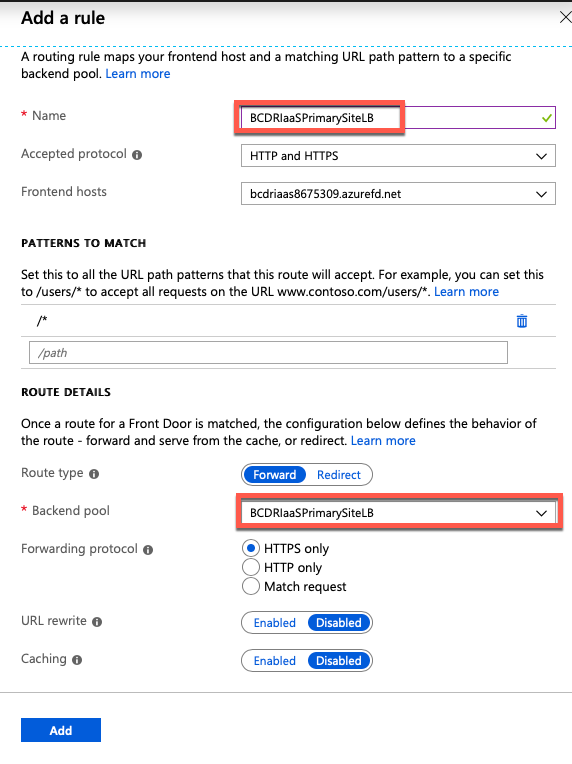 Add a rule
A routing rule maps your frontend host and a matching URL path pattern to a specific
backend pool. Learn more
* Name
BCDRIaaSPrimarySiteLB
Accepted protocol
HTTP and HTTPS
Frontend hosts
bcdriaas8675309.azurefd.net
PATTERNS TO MATCH
Set this to all the URL path patterns that this route will accept. For example, you can set this
to /users/* to accept all requests on the URL www.contoso.com/users/*. Learn more
/*
/path
ROUTE DETAILS
Once a route for a Front Door is matched, the configuration below defines the behavior of
the route - forward and serve from the cache, or redirect. Learn more
Route type
Forward Redirect
* Backend pool
BCDRIaaSPrimarySiteLB
Forwarding protocol
HTTPS only
HTTP only
Match request
URL rewrite
Enabled Disabled
Caching
Enabled Disabled
Add